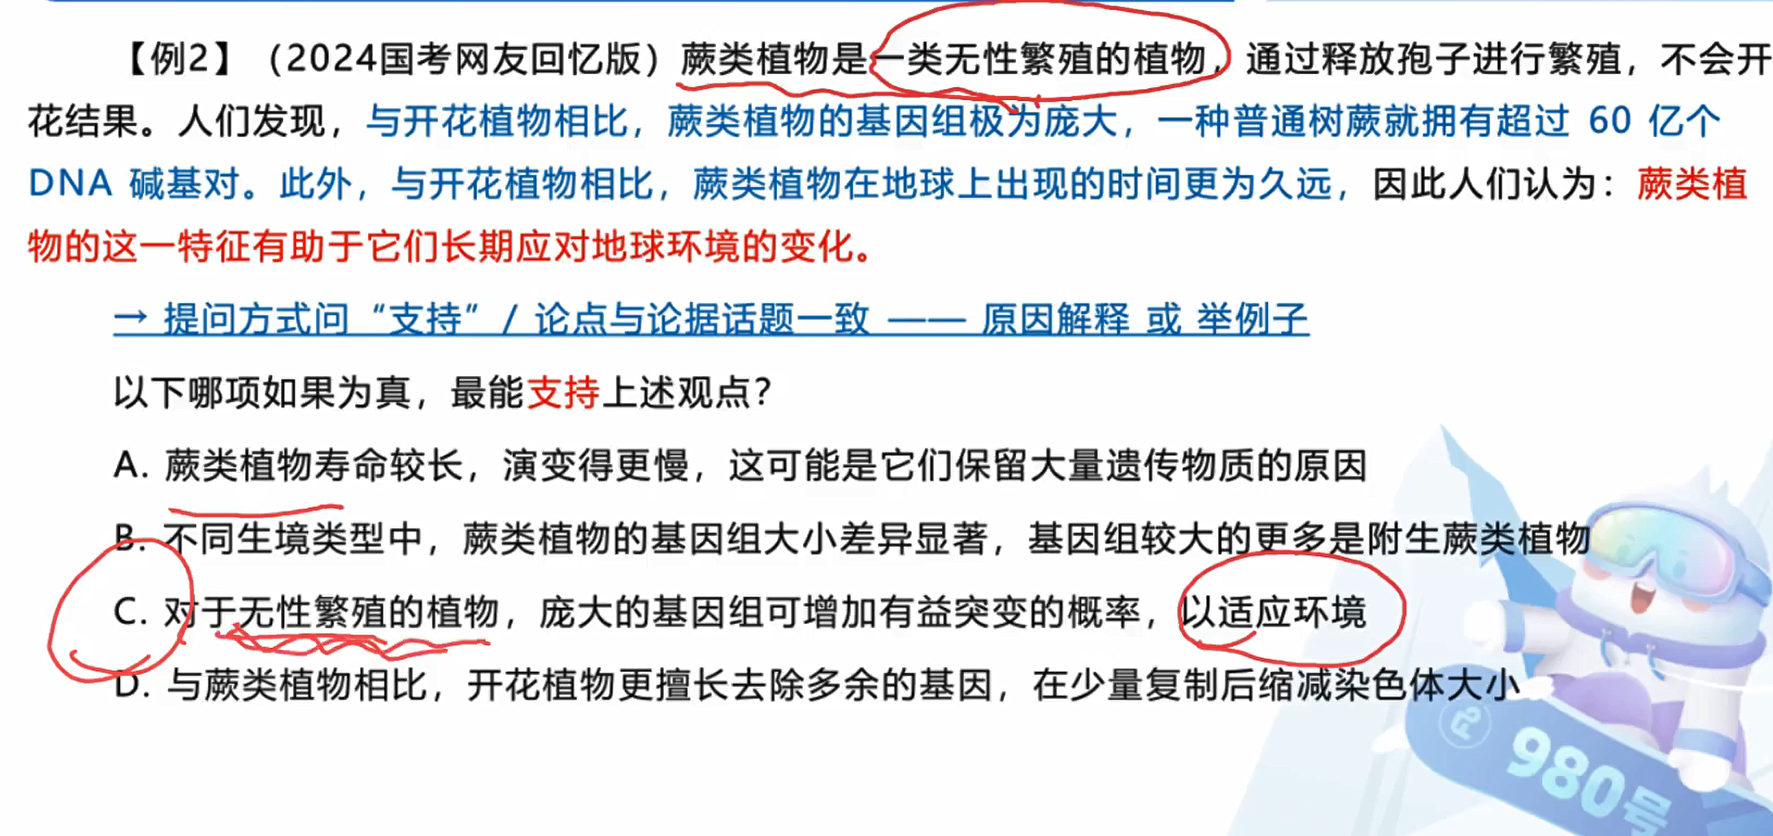 【例2】（2024国考网友回忆版）蕨类植物是一类无性繁殖的植物，通过释放孢子进行繁殖，不会开
花结果。人们发现，与开花植物相比，蕨类植物的基因组极为庞大，一种普通树蕨就拥有超过 60 亿个
DNA 碱基对。此外，与开花植物相比，蕨类植物在地球上出现的时间更为久远，因此人们认为：蕨类植
物的这一特征有助于它们长期应对地球环境的变化。
→ 提问方式问“支持” / 论点与论据话题一致 —— 原因解释 或 举例子
以下哪项如果为真，最能支持上述观点？
A. 蕨类植物寿命较长，演变得更慢，这可能是它们保留大量遗传物质的原因
B. 不同生境类型中，蕨类植物的基因组大小差异显著，基因组较大的更多是附生蕨类植物
C. 对于无性繁殖的植物，庞大的基因组可增加有益突变的概率，以适应环境
D. 与蕨类植物相比，开花植物更擅长去除多余的基因，在少量复制后缩减染色体大小
980号